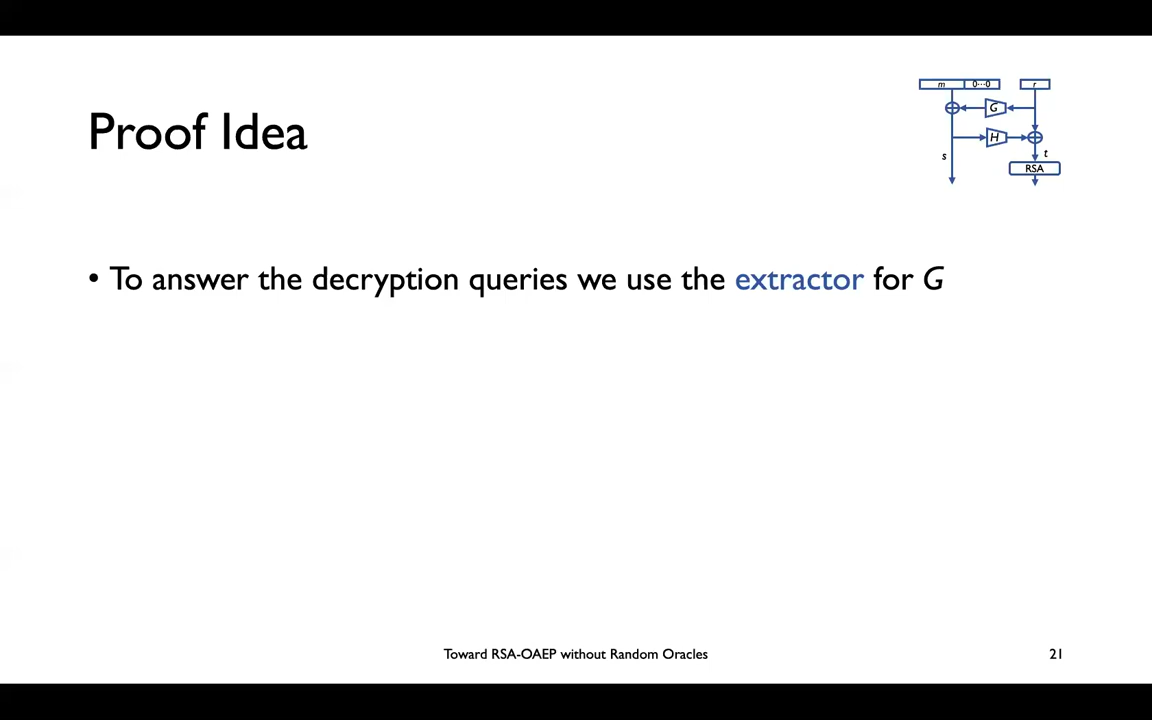 Proof Idea
m 0···0 r
G
H
s t
RSA
• To answer the decryption queries we use the extractor for G
Toward RSA-OAEP without Random Oracles 21